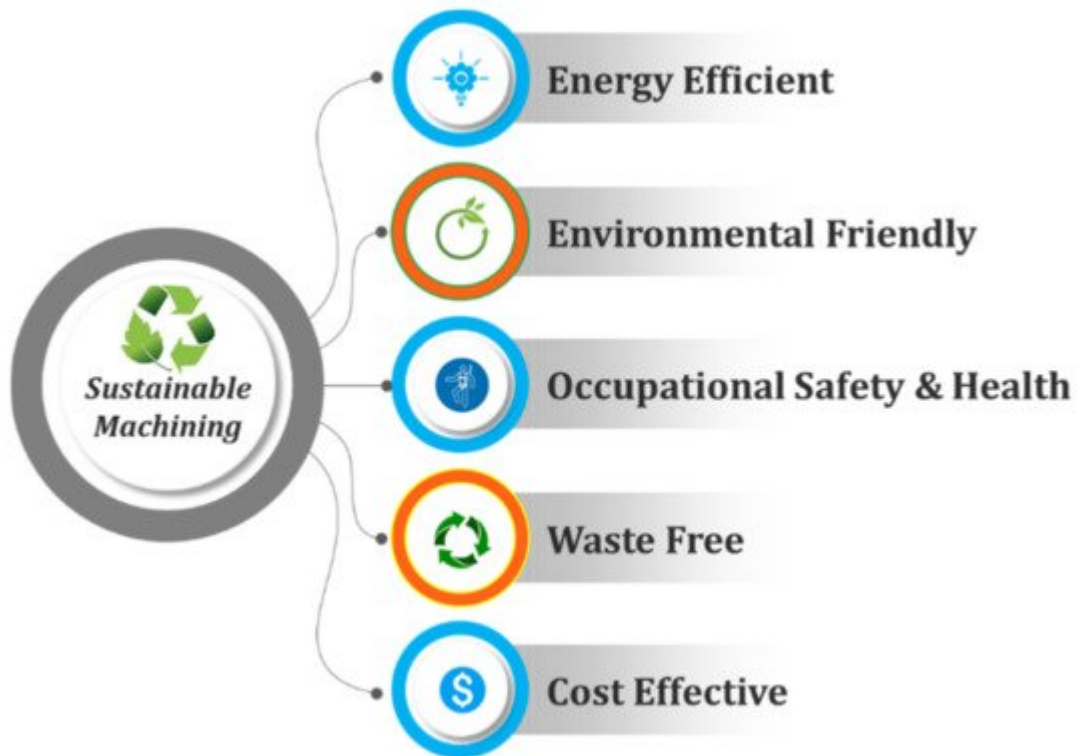 Energy Efficient
Environmental Friendly
Sustainable
Machining
Occupational Safety & Health
Waste Free
Cost Effective